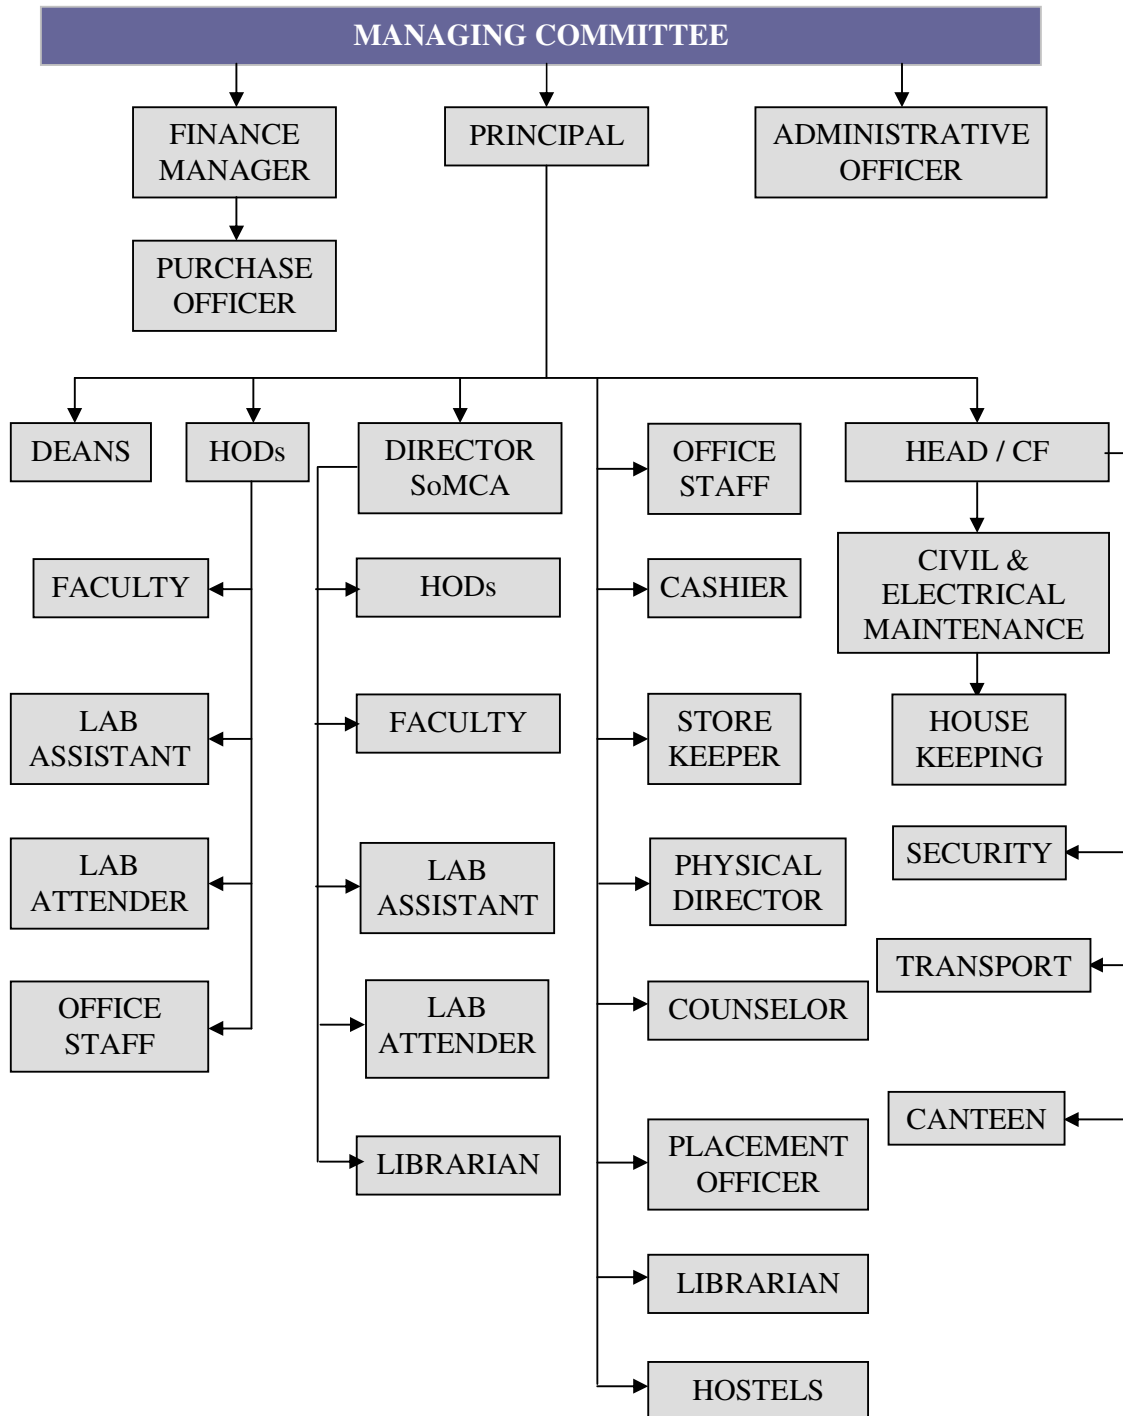 MANAGING COMMITTEE
FINANCE
MANAGER
PRINCIPAL
ADMINISTRATIVE
OFFICER
PURCHASE
OFFICER
DEANS
HODs
DIRECTOR
SoMCA
OFFICE
STAFF
HEAD / CF
FACULTY
HODs
CASHIER
CIVIL &
ELECTRICAL
MAINTENANCE
LAB
ASSISTANT
FACULTY
STORE
KEEPER
HOUSE
KEEPING
LAB
ATTENDER
LAB
ASSISTANT
PHYSICAL
DIRECTOR
SECURITY
TRANSPORT
OFFICE
STAFF
LAB
ATTENDER
COUNSELOR
CANTEEN
LIBRARIAN
PLACEMENT
OFFICER
LIBRARIAN
HOSTELS